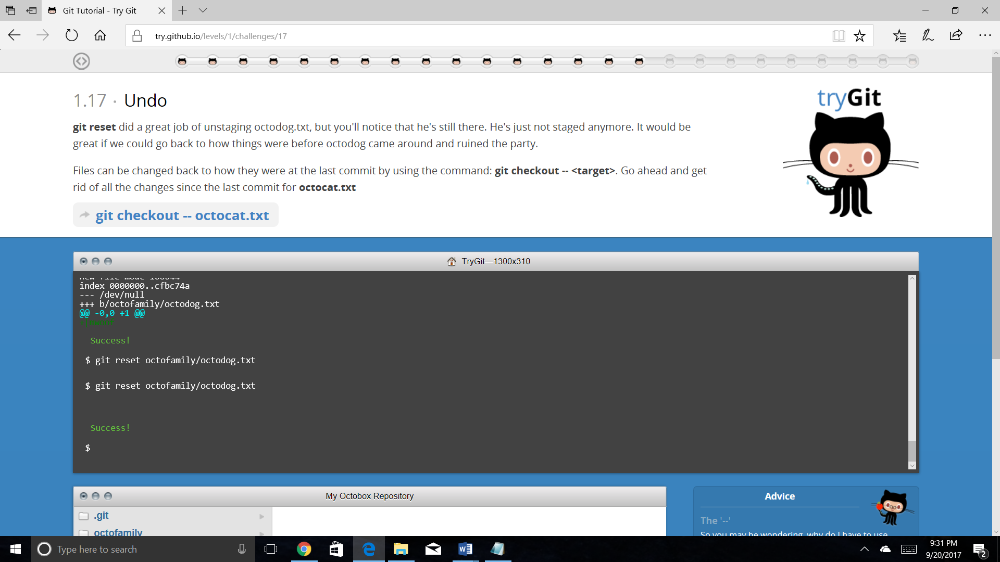 Git Tutorial - Try Git
try.github.io/levels/1/challenges/17
1.17 · Undo
tryGit
git reset did a great job of unstaging octodog.txt, but you'll notice that he's still there. He's just not staged anymore. It would be
great if we could go back to how things were before octodog came around and ruined the party.
Files can be changed back to how they were at the last commit by using the command: git checkout -- <target>. Go ahead and get
rid of all the changes since the last commit for octocat.txt
git checkout -- octocat.txt
TryGit—1300x310
new file mode 100644
index 0000000..cfbc74a
--- /dev/null
+++ b/octofamily/octodog.txt
@@ -0,0 +1 @@
Success!
$ git reset octofamily/octodog.txt
$ git reset octofamily/octodog.txt
Success!
$
My Octobox Repository
.git
octofamily
Advice
The '--'
So you may be wondering, why do I have to use
Type here to search
9:31 PM
9/20/2017
2